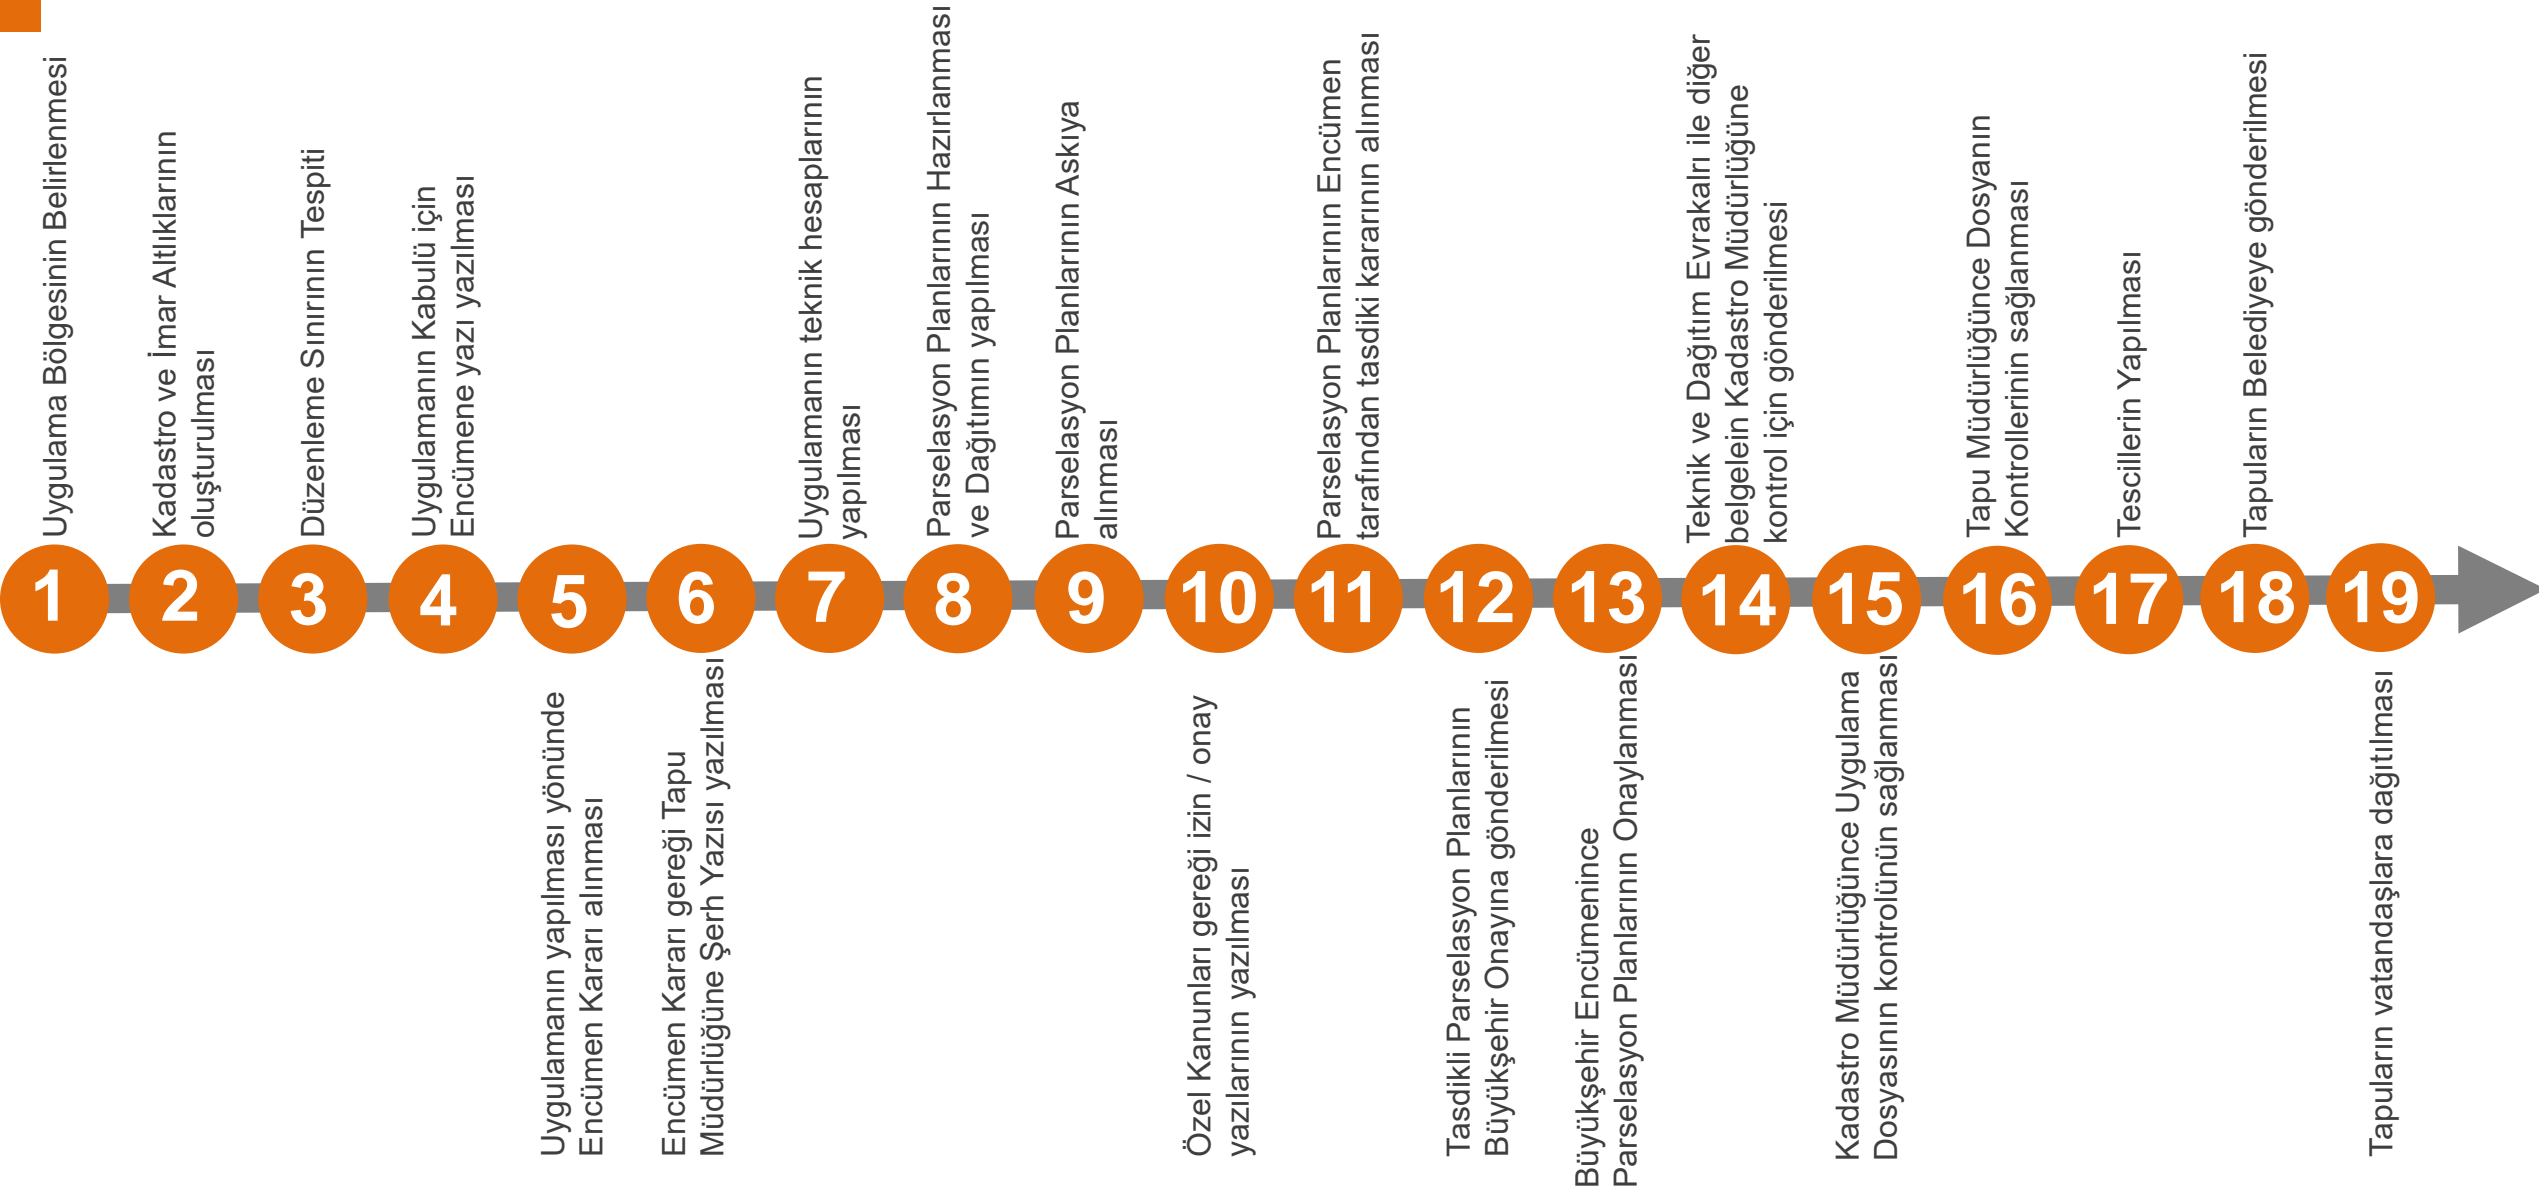 1
Uygulama Bölgesinin Belirlenmesi
2
Kadastro ve İmar Altlıklarının
oluşturulması
3
Düzenleme Sınırının Tespiti
4
Uygulamanın Kabulü için
Encümene yazı yazılması
5
Uygulamanın yapılması yönünde
Encümen Kararı alınması
6
Encümen Kararı gereği Tapu
Müdürlüğüne Şerh Yazısı yazılması
7
Uygulamanın teknik hesaplarının
yapılması
8
Parselasyon Planlarının Hazırlanması
ve Dağıtımın yapılması
9
Parselasyon Planlarının Askıya
alınması
10
Özel Kanunları gereği izin / onay
yazılarının yazılması
11
Parselasyon Planlarının Encümen
tarafından tasdiki kararının alınması
12
Tasdikli Parselasyon Planlarının
Büyükşehir Onayına gönderilmesi
13
Büyükşehir Encümenince
Parselasyon Planlarının Onaylanması
14
Teknik ve Dağıtım Evrakalrı ile diğer
belgelein Kadastro Müdürlüğüne
kontrol için gönderilmesi
15
Kadastro Müdürlüğünce Uygulama
Dosyasının kontrolünün sağlanması
16
Tapu Müdürlüğünce Dosyanın
Kontrollerinin sağlanması
17
Tescillerin Yapılması
18
Tapuların Belediyeye gönderilmesi
19
Tapuların vatandaşlara dağıtılması